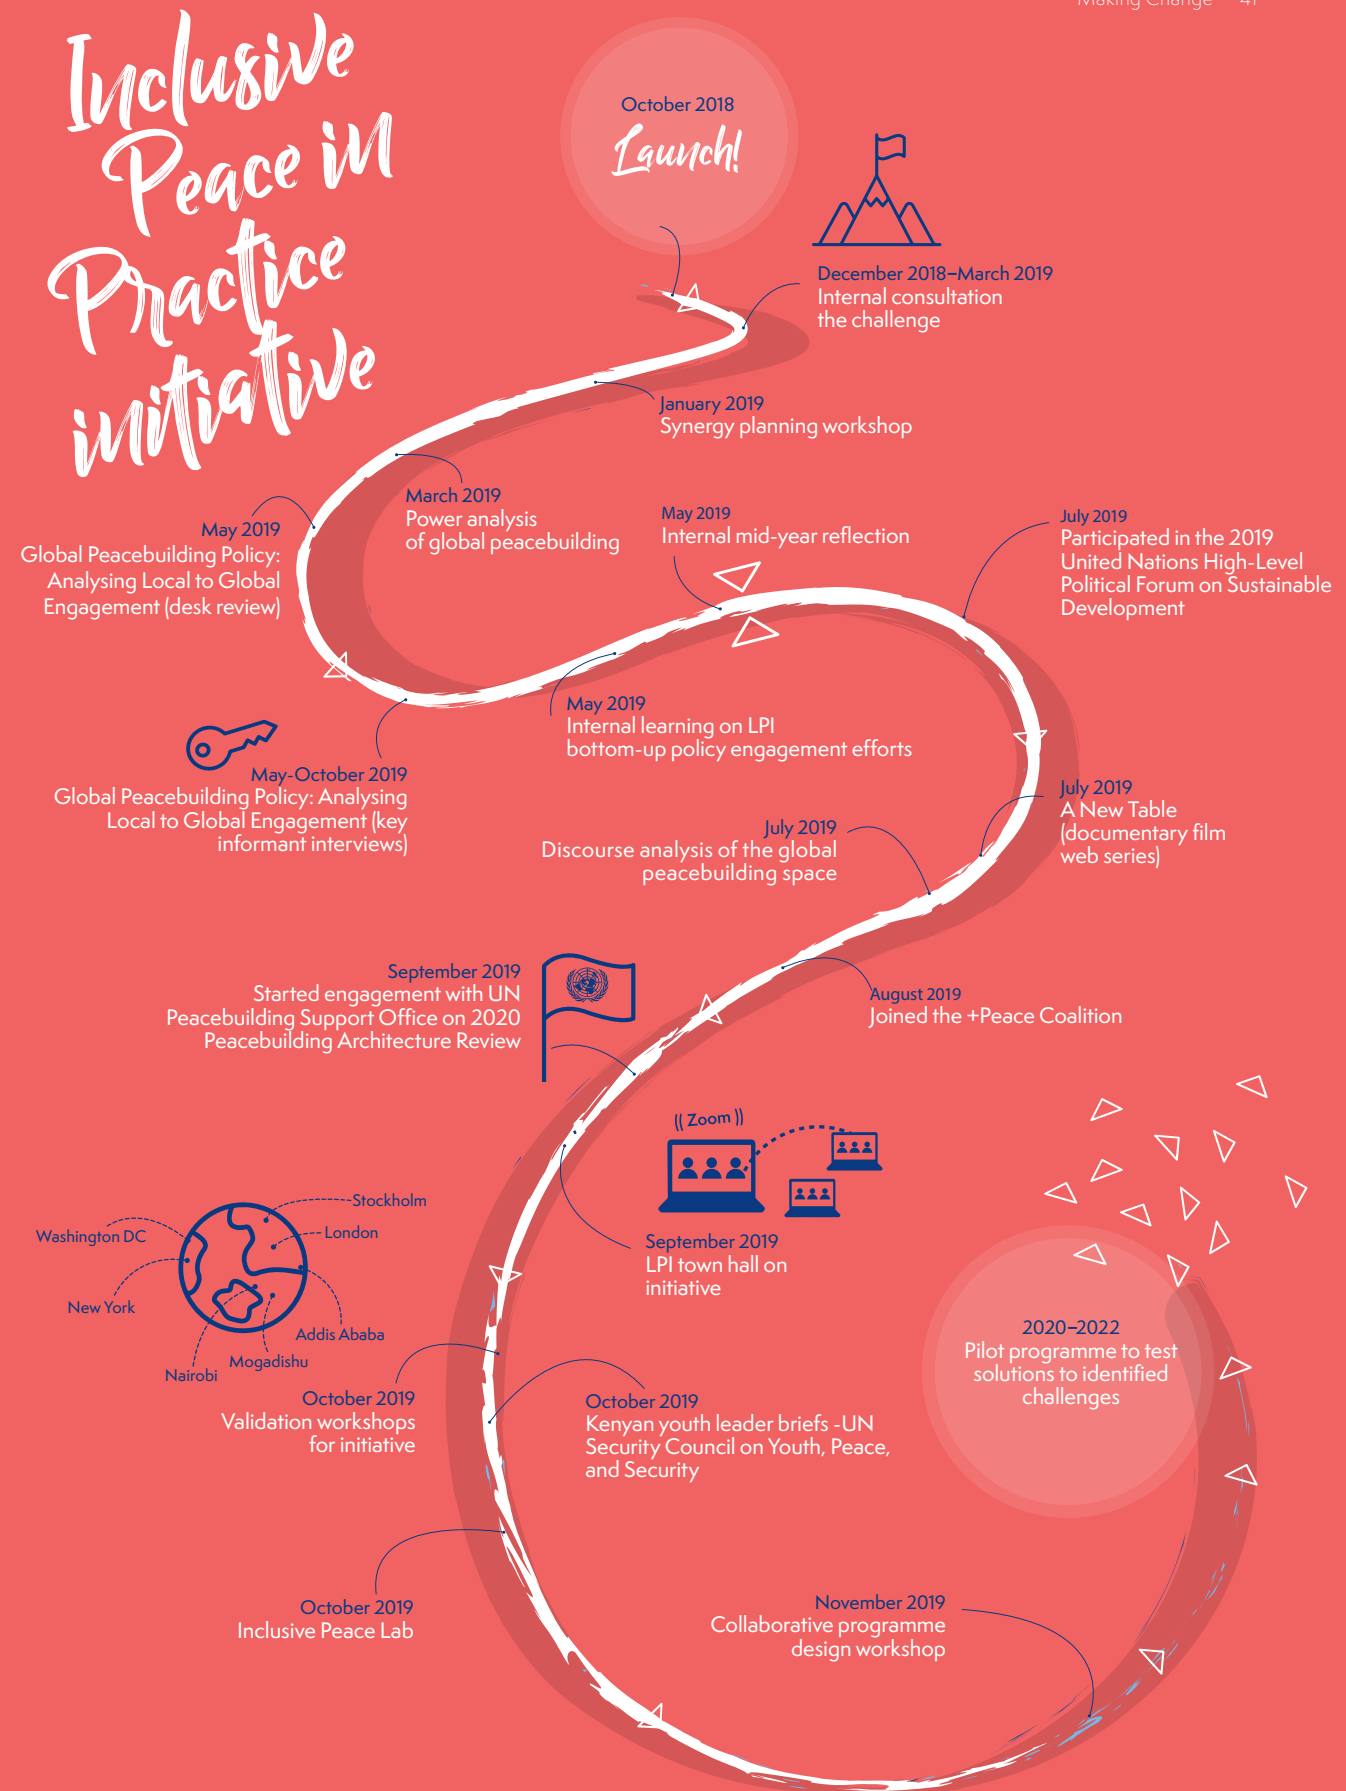 Making Change 41
Inclusive
Peace in
Practice
initiative
October 2018
Launch!
December 2018–March 2019
Internal consultation
the challenge
January 2019
Synergy planning workshop
March 2019
Power analysis
of global peacebuilding
May 2019
Global Peacebuilding Policy:
Analysing Local to Global
Engagement (desk review)
May 2019
Internal mid-year reflection
July 2019
Participated in the 2019
United Nations High-Level
Political Forum on Sustainable
Development
May 2019
Internal learning on LPI
bottom-up policy engagement efforts
May-October 2019
Global Peacebuilding Policy: Analysing
Local to Global Engagement (key
informant interviews)
July 2019
A New Table
(documentary film
web series)
July 2019
Discourse analysis of the global
peacebuilding space
August 2019
Joined the +Peace Coalition
September 2019
Started engagement with UN
Peacebuilding Support Office on 2020
Peacebuilding Architecture Review
(( Zoom ))
September 2019
LPI town hall on
initiative
Stockholm
London
Washington DC
New York
Addis Ababa
Mogadishu
Nairobi
October 2019
Validation workshops
for initiative
October 2019
Kenyan youth leader briefs -UN
Security Council on Youth, Peace,
and Security
2020–2022
Pilot programme to test
solutions to identified
challenges
October 2019
Inclusive Peace Lab
November 2019
Collaborative programme
design workshop